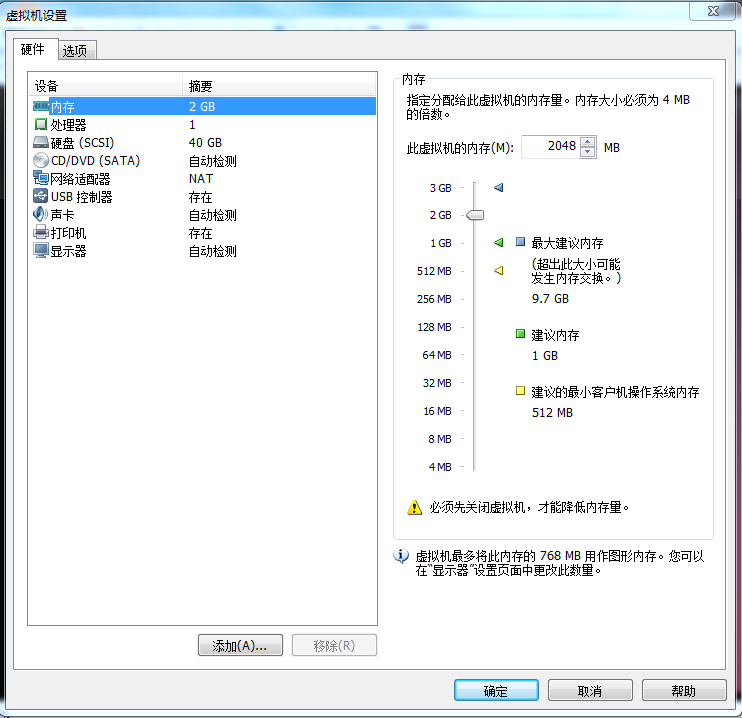 虚拟机设置
硬件 选项
设备 摘要
内存 2 GB
处理器 1
硬盘 (SCSI) 40 GB
CD/DVD (SATA) 自动检测
网络适配器 NAT
USB 控制器 存在
声卡 自动检测
打印机 存在
显示器 自动检测
添加(A)... 移除(R)
内存
指定分配给此虚拟机的内存量。内存大小必须为 4 MB
的倍数。
此虚拟机的内存(M): 2048 MB
3 GB
2 GB
1 GB
512 MB
256 MB
128 MB
64 MB
32 MB
16 MB
8 MB
4 MB
最大建议内存
(超出此大小可能
发生内存交换。)
9.7 GB
建议内存
1 GB
建议的最小客户机操作系统内存
512 MB
必须先关闭虚拟机，才能降低内存量。
虚拟机最多将此内存的 768 MB 用作图形内存。您可以
在“显示器”设置页面中更改此数量。
确定 取消 帮助